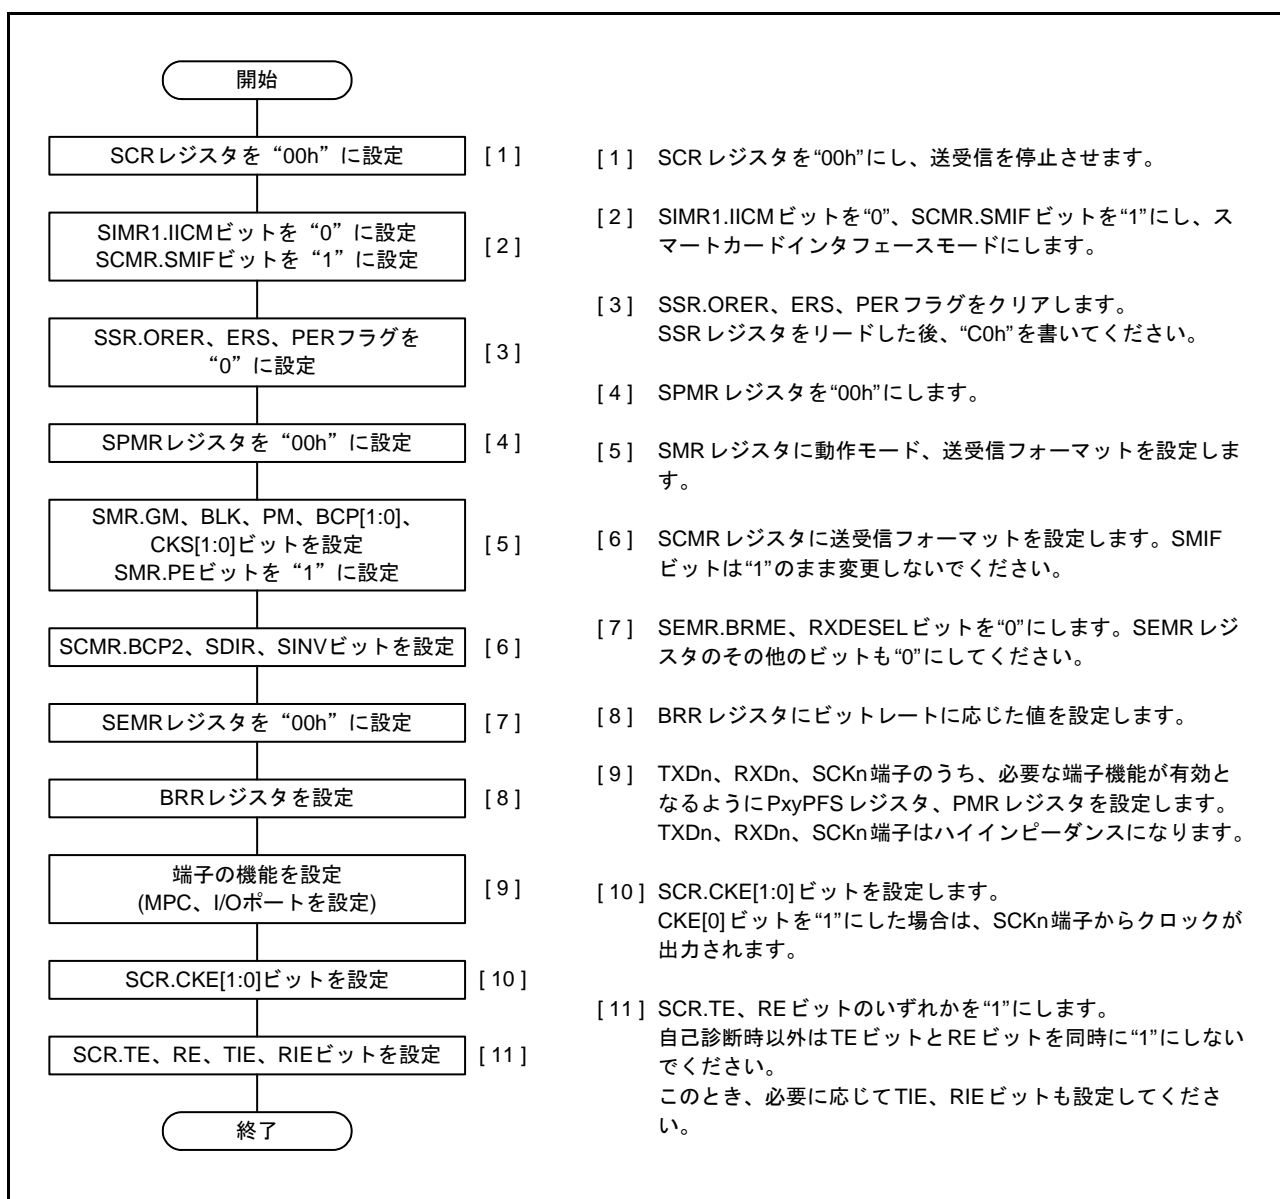 開始
SCRレジスタを“00h”に設定
[ 1 ]
SIMR1.IICMビットを“0”に設定
SCMR.SMIFビットを“1”に設定
[ 2 ]
SSR.ORER、ERS、PERフラグを
“0”に設定
[ 3 ]
SPMRレジスタを“00h”に設定
[ 4 ]
SMR.GM、BLK、PM、BCP[1:0]、
CKS[1:0]ビットを設定
SMR.PEビットを“1”に設定
[ 5 ]
SCMR.BCP2、SDIR、SINVビットを設定
[ 6 ]
SEMRレジスタを“00h”に設定
[ 7 ]
BRRレジスタを設定
[ 8 ]
端子の機能を設定
(MPC、I/Oポートを設定)
[ 9 ]
SCR.CKE[1:0]ビットを設定
[ 10 ]
SCR.TE、RE、TIE、RIEビットを設定
[ 11 ]
終了
[ 1 ] SCRレジスタを“00h”にし、送受信を停止させます。
[ 2 ] SIMR1.IICMビットを“0”、SCMR.SMIFビットを“1”にし、ス
マートカードインタフェースモードにします。
[ 3 ] SSR.ORER、ERS、PERフラグをクリアします。
SSRレジスタをリードした後、“C0h”を書いてください。
[ 4 ] SPMRレジスタを“00h”にします。
[ 5 ] SMRレジスタに動作モード、送受信フォーマットを設定しま
す。
[ 6 ] SCMRレジスタに送受信フォーマットを設定します。SMIF
ビットは“1”のまま変更しないでください。
[ 7 ] SEMR.BRME、RXDESELビットを“0”にします。SEMRレジ
スタのその他のビットも“0”にしてください。
[ 8 ] BRRレジスタにビットレートに応じた値を設定します。
[ 9 ] TXDn、RXDn、SCKn端子のうち、必要な端子機能が有効と
なるようにPxyPFSレジスタ、PMRレジスタを設定します。
TXDn、RXDn、SCKn端子はハイインピーダンスになります。
[ 10 ] SCR.CKE[1:0]ビットを設定します。
CKE[0]ビットを“1”にした場合は、SCKn端子からクロックが
出力されます。
[ 11 ] SCR.TE、REビットのいずれかを“1”にします。
自己診断時以外はTEビットとREビットを同時に“1”にしない
でください。
このとき、必要に応じてTIE、RIEビットも設定してくださ
い。